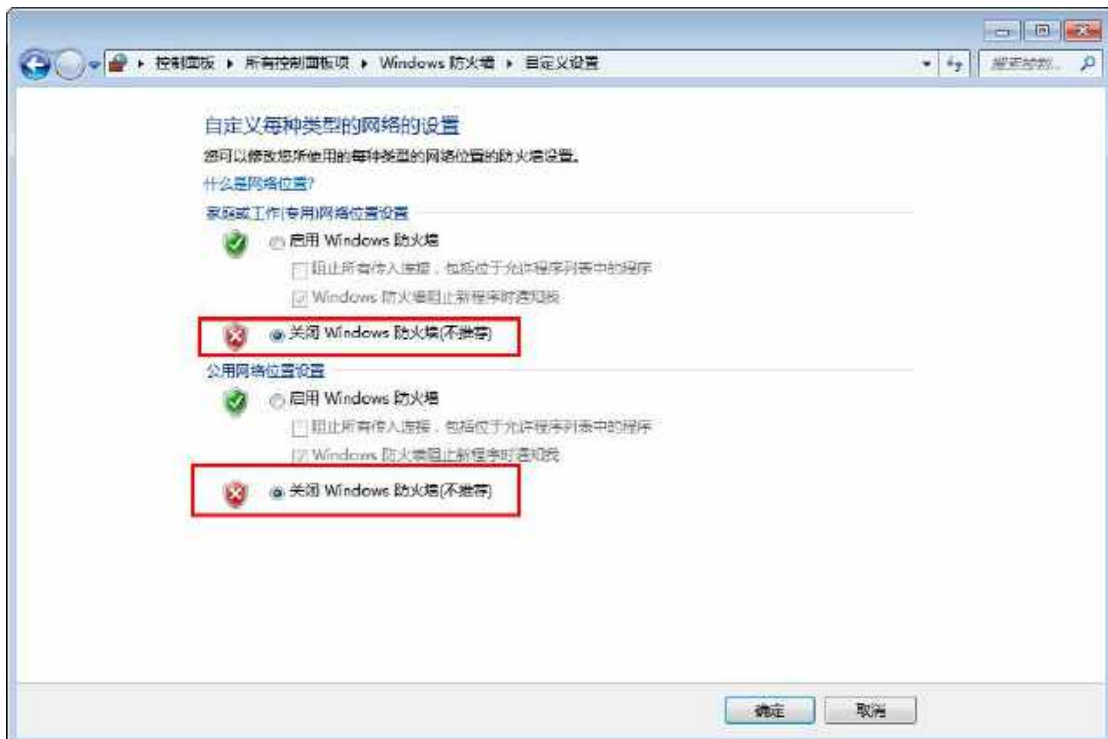 控制面板 ▸ 所有控制面板项 ▸ Windows 防火墙 ▸ 自定义设置
自定义每种类型的网络的设置
您可以修改您所使用的每种类型的网络位置的防火墙设置。
什么是网络位置?
家庭或工作(专用)网络位置设置
启用 Windows 防火墙
阻止所有传入连接，包括位于允许程序列表中的程序
Windows 防火墙阻止新程序时通知我
关闭 Windows 防火墙(不推荐)
公用网络位置设置
启用 Windows 防火墙
阻止所有传入连接，包括位于允许程序列表中的程序
Windows 防火墙阻止新程序时通知我
关闭 Windows 防火墙(不推荐)
确定
取消